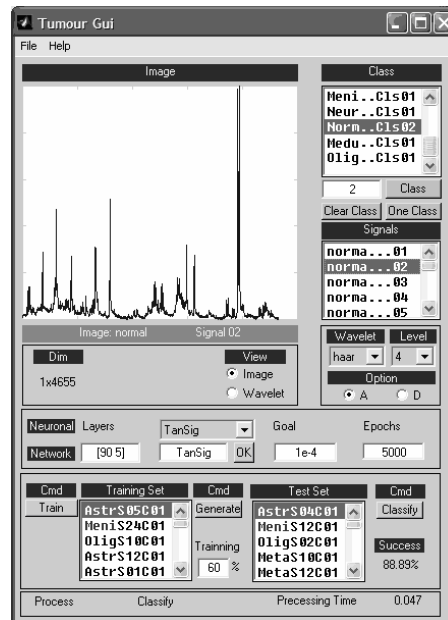 Tumour Gui
File Help
Image
Class
Meni..Cls01
Neur..Cls01
Norm..Cls02
Medu..Cls01
Olig..Cls01
2 Class
Clear Class One Class
Signals
norma...01
norma...02
norma...03
norma...04
norma...05
Image: normal Signal 02
Dim View
1x4655
Image
Wavelet
Wavelet Level
haar 4
Option
A D
Neuronal Layers TanSig Goal Epochs
Network [90 5] TanSig OK 1e-4 5000
Cmd Training Set Cmd Test Set Cmd
Train
AstrS05C01
MeniS24C01
OligS10C01
AstrS12C01
AstrS01C01
Generate
Trainning
60 %
AstrS04C01
MeniS12C01
OligS02C01
MetaS10C01
MetaS12C01
Classify
Success
88.89%
Process Classify Precessing Time 0.047